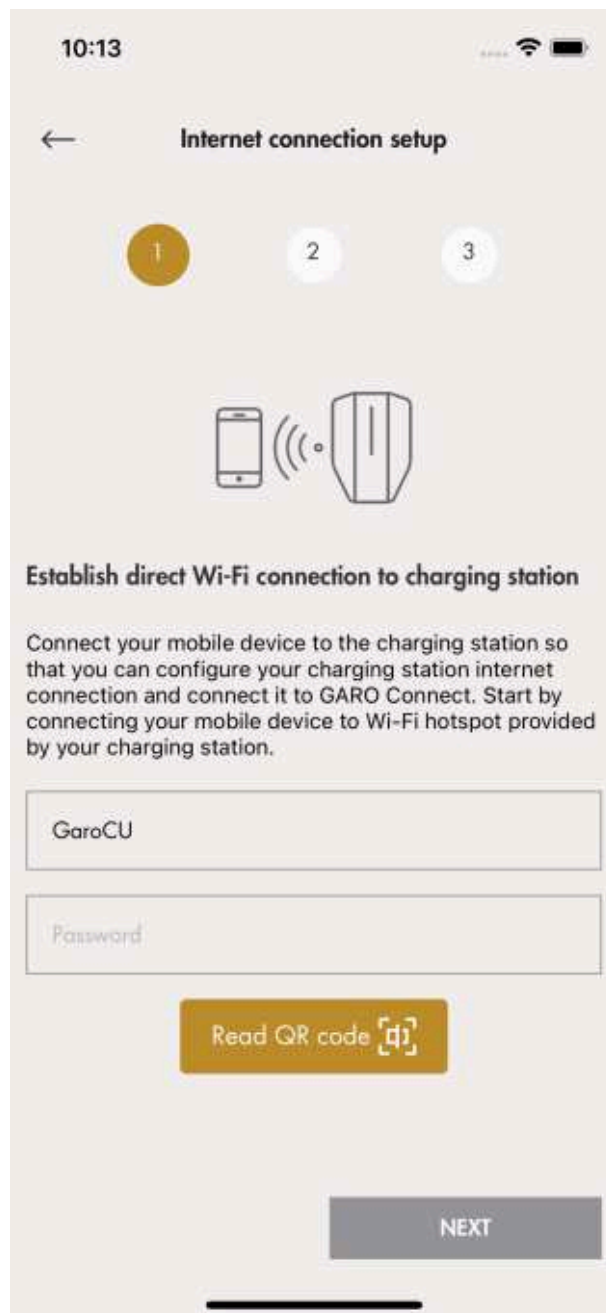 10:13
Internet connection setup
1
2
3
Establish direct Wi-Fi connection to charging station
Connect your mobile device to the charging station so
that you can configure your charging station internet
connection and connect it to GARO Connect. Start by
connecting your mobile device to Wi-Fi hotspot provided
by your charging station.
GaroCU
Password
Read QR code
NEXT